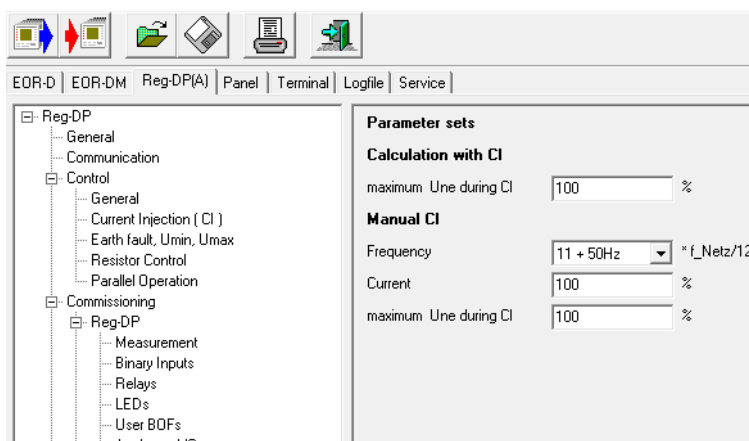 EOR-D EOR-DM Reg-DP(A) Panel Terminal Logfile Service
Reg-DP
General
Communication
Control
General
Current Injection ( CI )
Earth fault, Umin, Umax
Resistor Control
Parallel Operation
Commissioning
Reg-DP
Measurement
Binary Inputs
Relays
LEDs
User BOFs
Parameter sets
Calculation with CI
maximum Une during CI 100 %
Manual CI
Frequency 11 + 50Hz * f_Netz/12
Current 100 %
maximum Une during CI 100 %